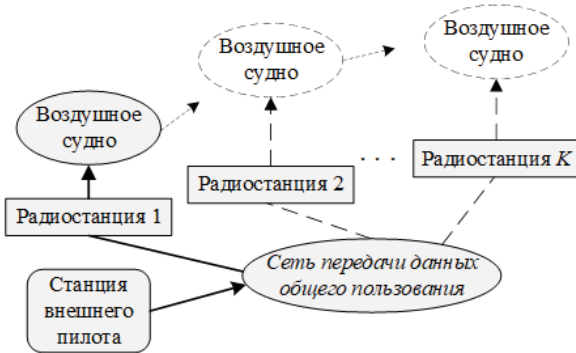 Воздушное
судно
Воздушное
судно
Воздушное
судно
Радиостанция 1
Радиостанция 2
. . .
Радиостанция K
Станция
внешнего
пилота
Сеть передачи данных
общего пользования